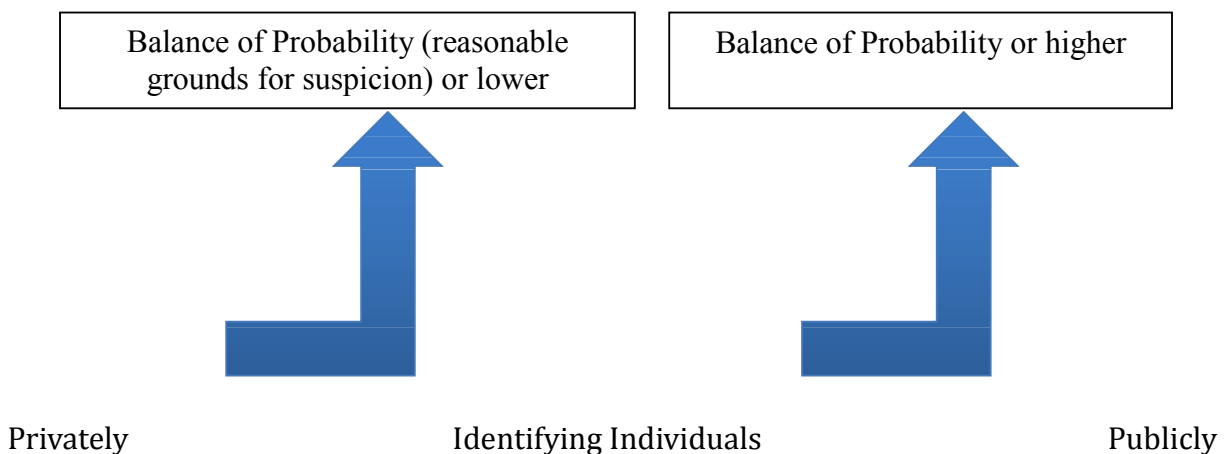 Balance of Probability (reasonable
grounds for suspicion) or lower
Balance of Probability or higher
Privately
Identifying Individuals
Publicly